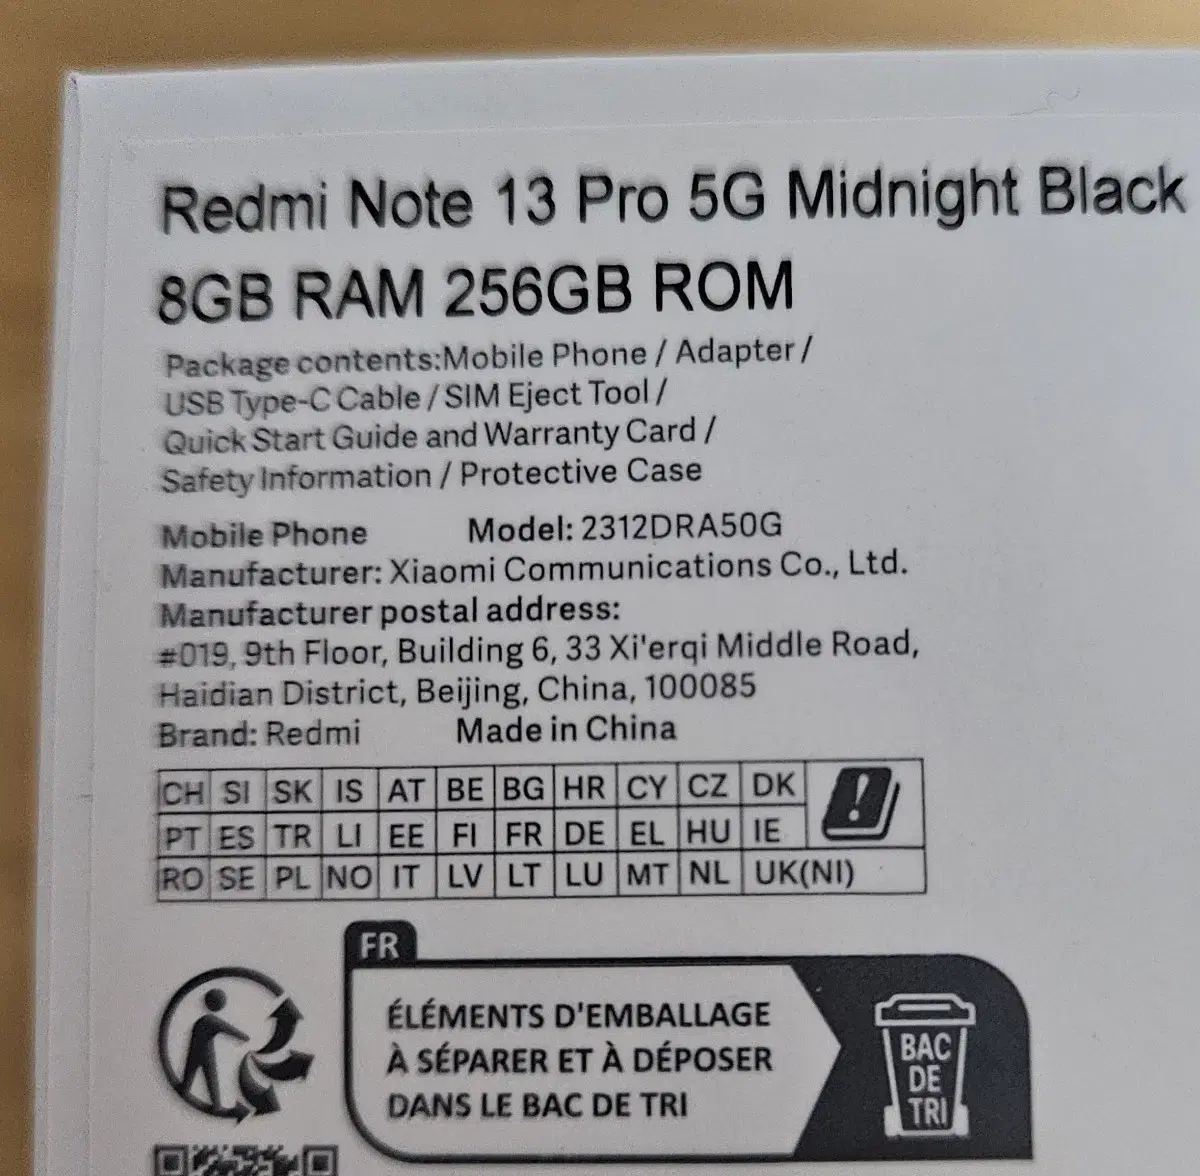 Redmi Note 13 Pro 5G Midnight Black
8GB RAM 256GB ROM
Package contents:Mobile Phone / Adapter /
USB Type-C Cable / SIM Eject Tool /
Quick Start Guide and Warranty Card /
Safety Information / Protective Case
Mobile Phone Model: 2312DRA50G
Manufacturer: Xiaomi Communications Co., Ltd.
Manufacturer postal address:
#019, 9th Floor, Building 6, 33 Xi'erqi Middle Road,
Haidian District, Beijing, China, 100085
Brand: Redmi Made in China
CH SI SK IS AT BE BG HR CY CZ DK
PT ES TR LI EE FI FR DE EL HU IE
RO SE PL NO IT LV LT LU MT NL UK(NI)
FR
ÉLÉMENTS D'EMBALLAGE
À SÉPARER ET À DÉPOSER
DANS LE BAC DE TRI
BAC
DE
TRI